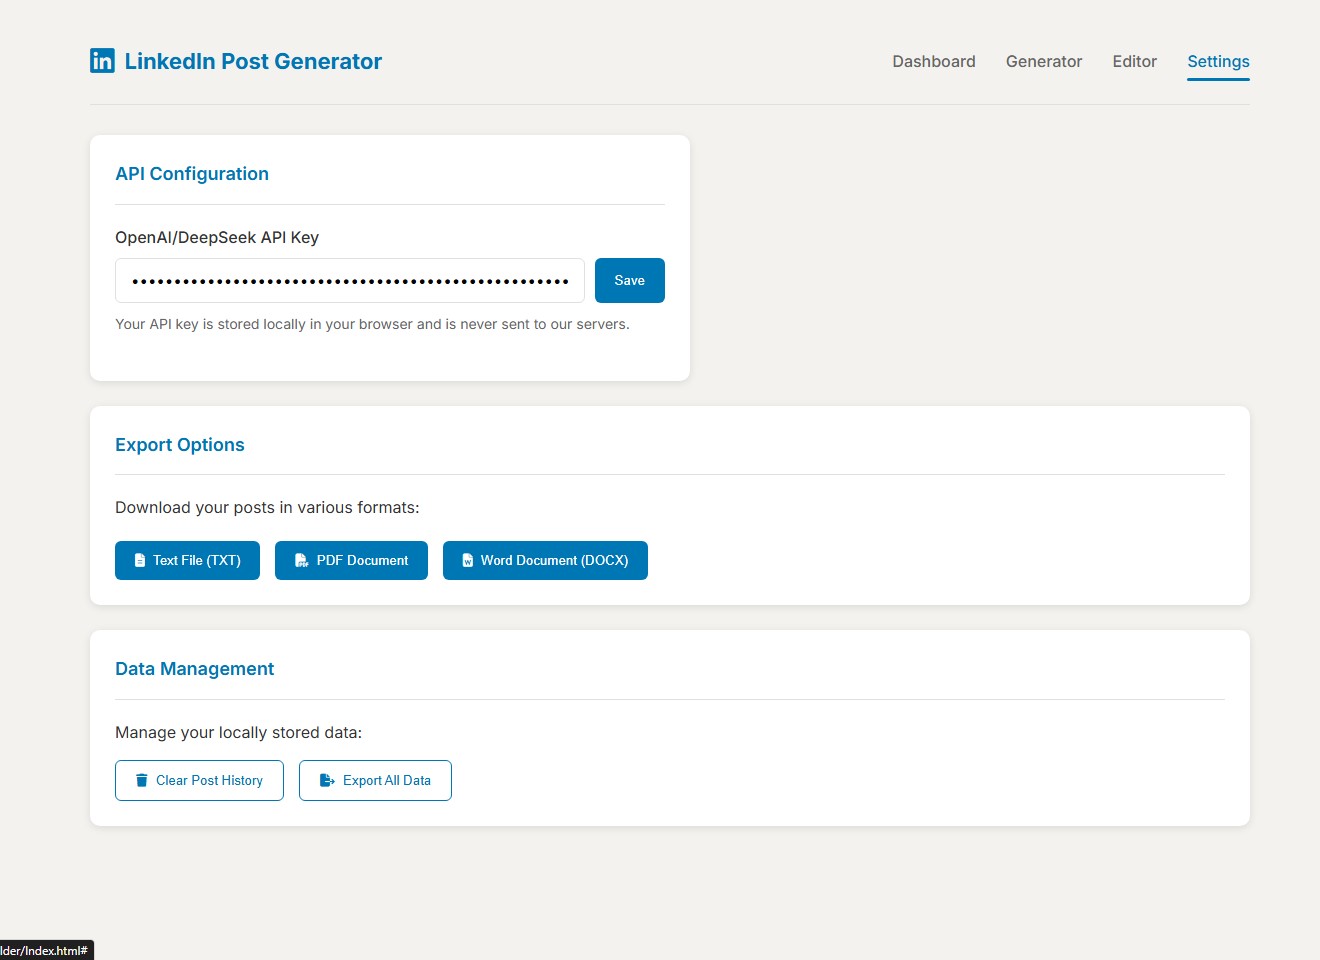 LinkedIn Post Generator
Dashboard
Generator
Editor
Settings
API Configuration
OpenAI/DeepSeek API Key
••••••••••••••••••••••••••••••••••••••••••••••••••••
Save
Your API key is stored locally in your browser and is never sent to our servers.
Export Options
Download your posts in various formats:
Text File (TXT)
PDF Document
Word Document (DOCX)
Data Management
Manage your locally stored data:
Clear Post History
Export All Data
lder/Index.html#